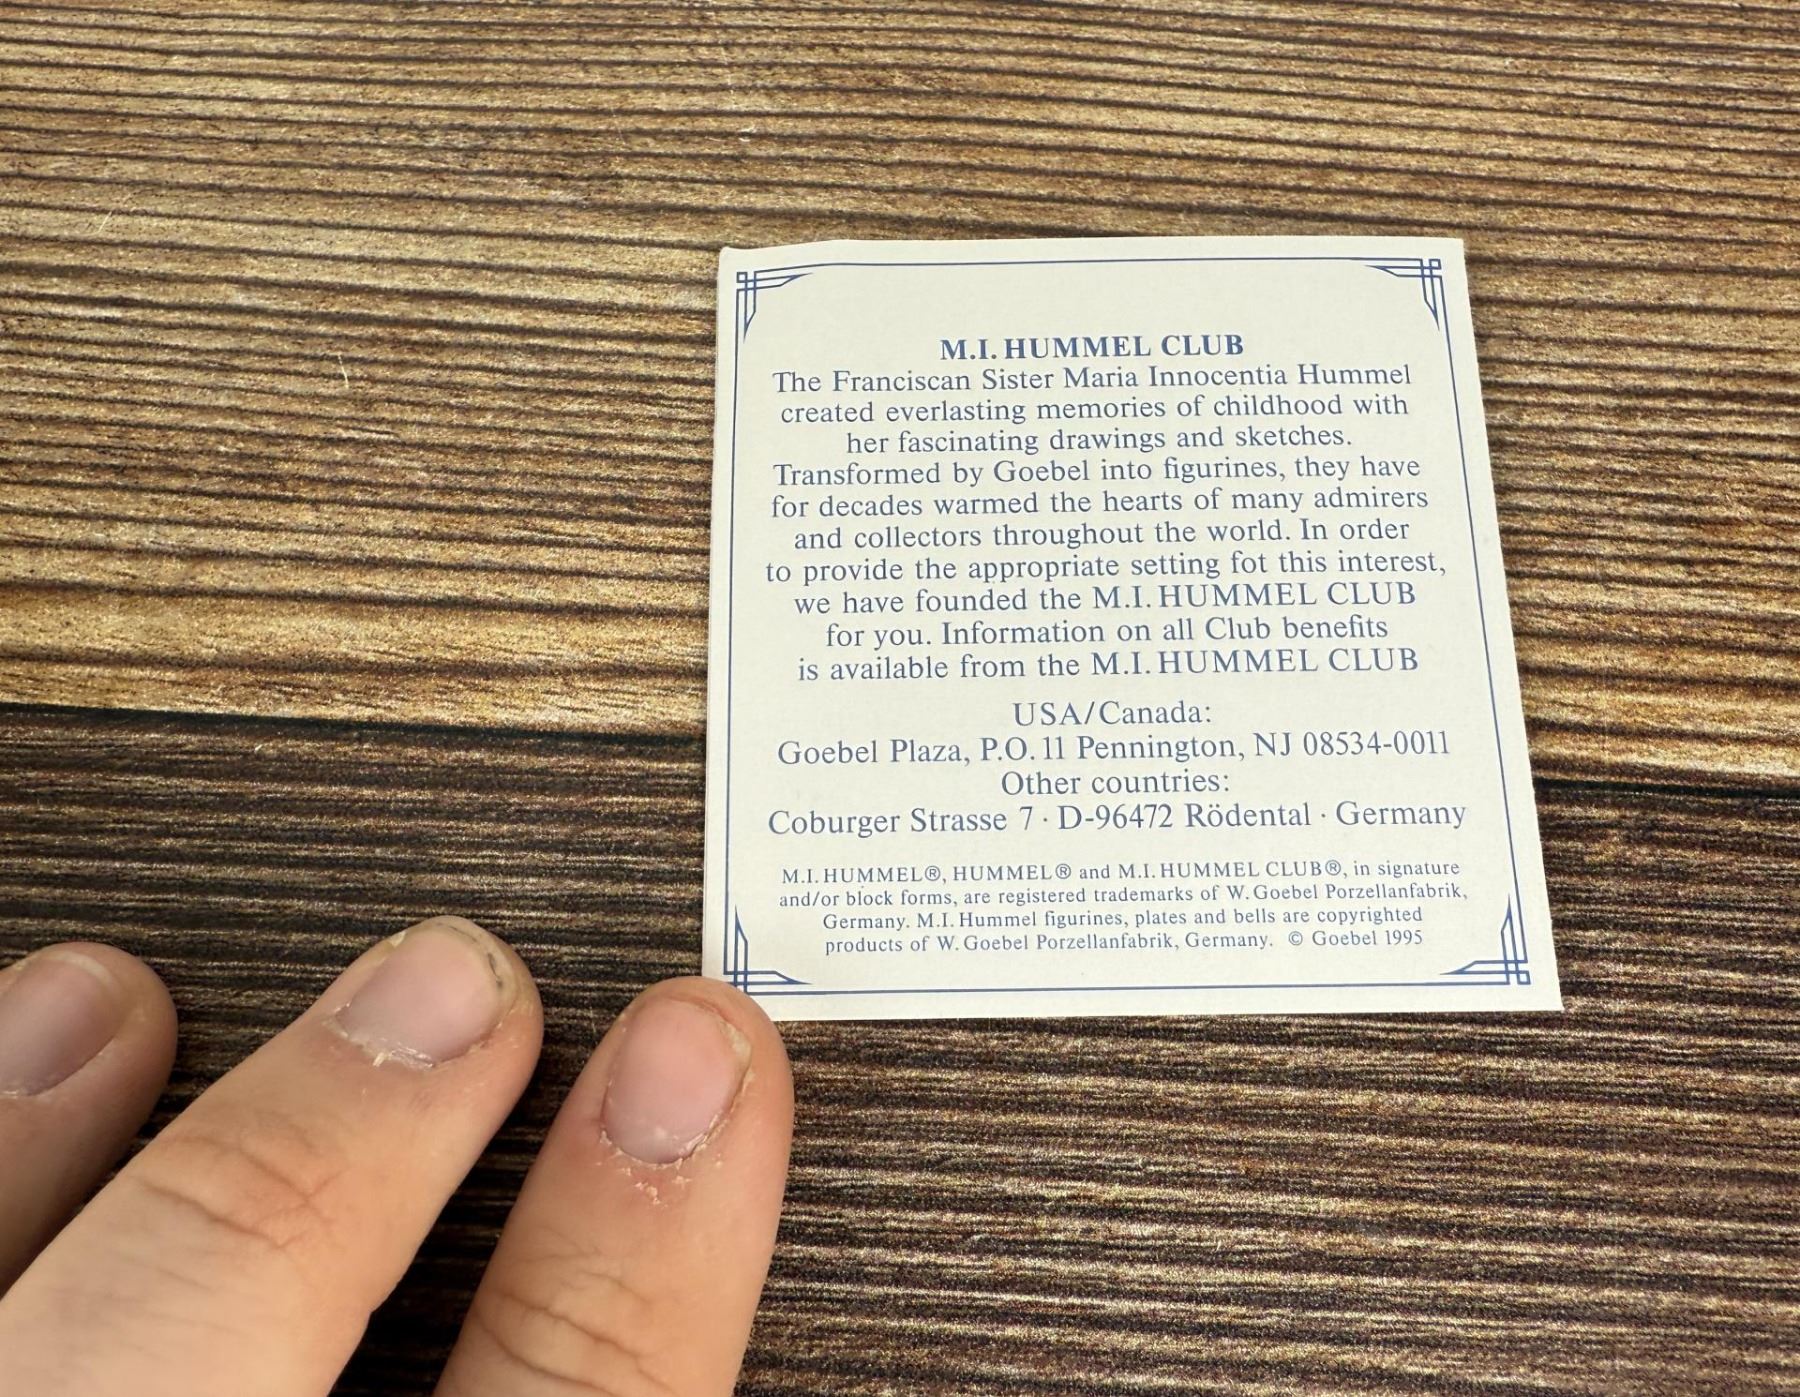 M.I. HUMMEL CLUB
The Franciscan Sister Maria Innocentia Hummel
created everlasting memories of childhood with
her fascinating drawings and sketches.
Transformed by Goebel into figurines, they have
for decades warmed the hearts of many admirers
and collectors throughout the world. In order
to provide the appropriate setting fot this interest,
we have founded the M.I. HUMMEL CLUB
for you. Information on all Club benefits
is available from the M.I. HUMMEL CLUB
USA/Canada:
Goebel Plaza, P.O. 11 Pennington, NJ 08534-0011
Other countries:
Coburger Strasse 7 · D-96472 Rödental · Germany
M.I. HUMMEL®, HUMMEL® and M.I. HUMMEL CLUB®, in signature
and/or block forms, are registered trademarks of W. Goebel Porzellanfabrik,
Germany. M.I. Hummel figurines, plates and bells are copyrighted
products of W. Goebel Porzellanfabrik, Germany. © Goebel 1995